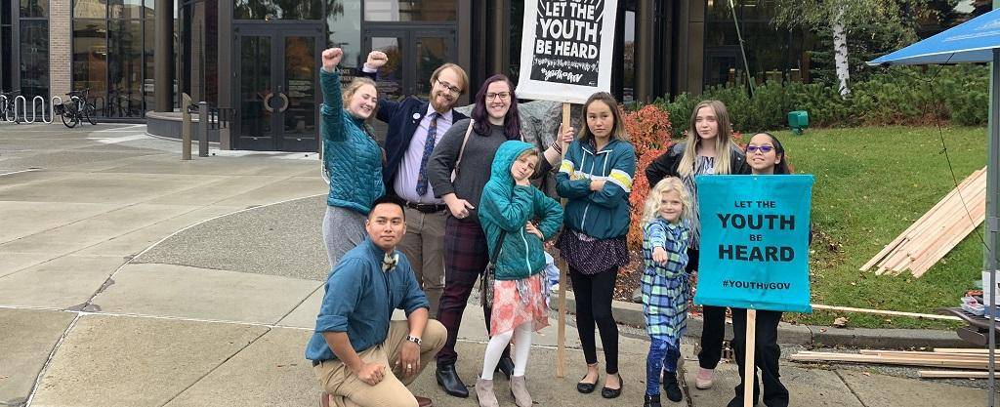 LET THE
YOUTH
BE HEARD
#youthvgov
LET THE
YOUTH
BE
HEARD
#YOUTHvGOV